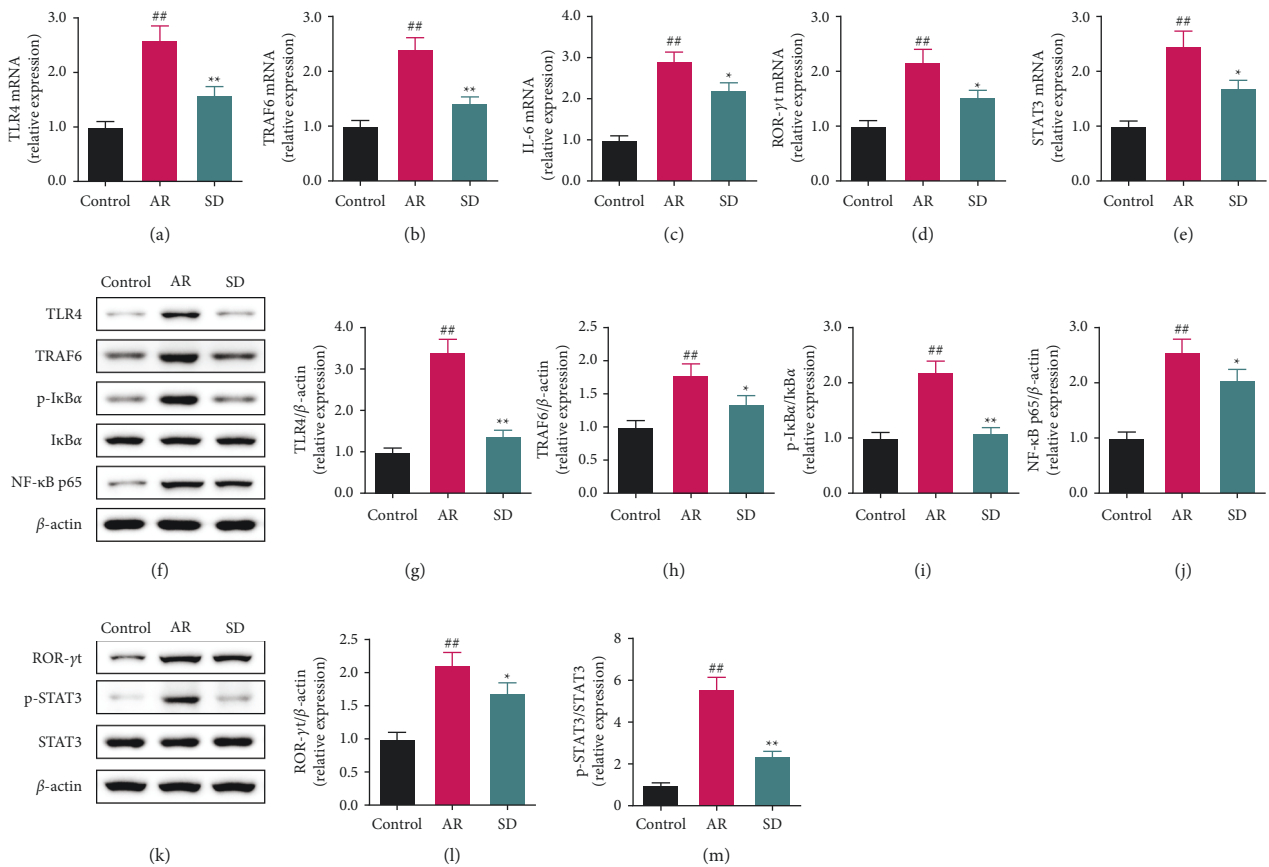 TLR4 mRNA
(relative expression)
3.0
2.0
1.0
0.0
##
**
Control AR SD
(a)
TRAF6 mRNA
(relative expression)
3.0
2.0
1.0
0.0
##
**
Control AR SD
(b)
IL-6 mRNA
(relative expression)
4.0
3.0
2.0
1.0
0.0
##
*
Control AR SD
(c)
ROR-γt mRNA
(relative expression)
3.0
2.0
1.0
0.0
##
*
Control AR SD
(d)
STAT3 mRNA
(relative expression)
3.0
2.0
1.0
0.0
##
*
Control AR SD
(e)
Control AR SD
TLR4
TRAF6
p-IκBα
IκBα
NF-κB p65
β-actin
(f)
TLR4/β-actin
(relative expression)
4.0
3.0
2.0
1.0
0.0
##
**
Control AR SD
(g)
TRAF6/β-actin
(relative expression)
2.5
2.0
1.5
1.0
0.5
0.0
##
*
Control AR SD
(h)
p-IκBα/IκBα
(relative expression)
3.0
2.0
1.0
0.0
##
**
Control AR SD
(i)
NF-κB p65/β-actin
(relative expression)
3.0
2.0
1.0
0.0
##
*
Control AR SD
(j)
Control AR SD
ROR-γt
p-STAT3
STAT3
β-actin
(k)
ROR-γt/β-actin
(relative expression)
2.5
2.0
1.5
1.0
0.5
0.0
##
*
Control AR SD
(l)
p-STAT3/STAT3
(relative expression)
8
6
4
2
0
##
**
Control AR SD
(m)